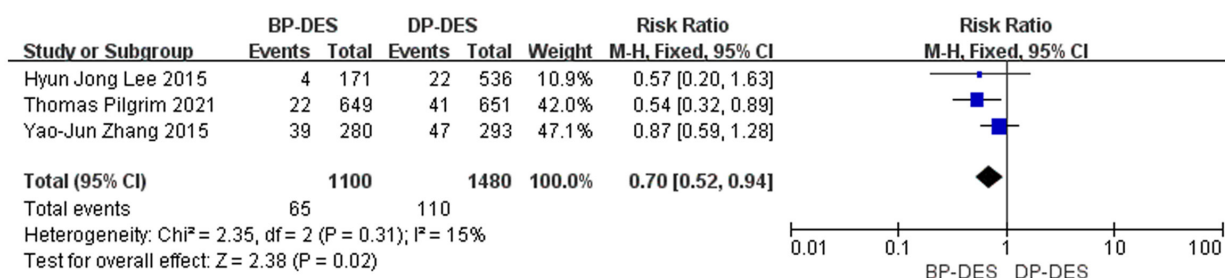 BP-DES DP-DES Risk Ratio Risk Ratio
Study or Subgroup Events Total Events Total Weight M-H, Fixed, 95% CI M-H, Fixed, 95% CI
Hyun Jong Lee 2015 4 171 22 536 10.9% 0.57 [0.20, 1.63]
Thomas Pilgrim 2021 22 649 41 651 42.0% 0.54 [0.32, 0.89]
Yao-Jun Zhang 2015 39 280 47 293 47.1% 0.87 [0.59, 1.28]
Total (95% CI) 1100 1480 100.0% 0.70 [0.52, 0.94]
Total events 65 110
Heterogeneity: Chi² = 2.35, df = 2 (P = 0.31); I² = 15%
Test for overall effect: Z = 2.38 (P = 0.02)
0.01 0.1 1 10 100
BP-DES DP-DES